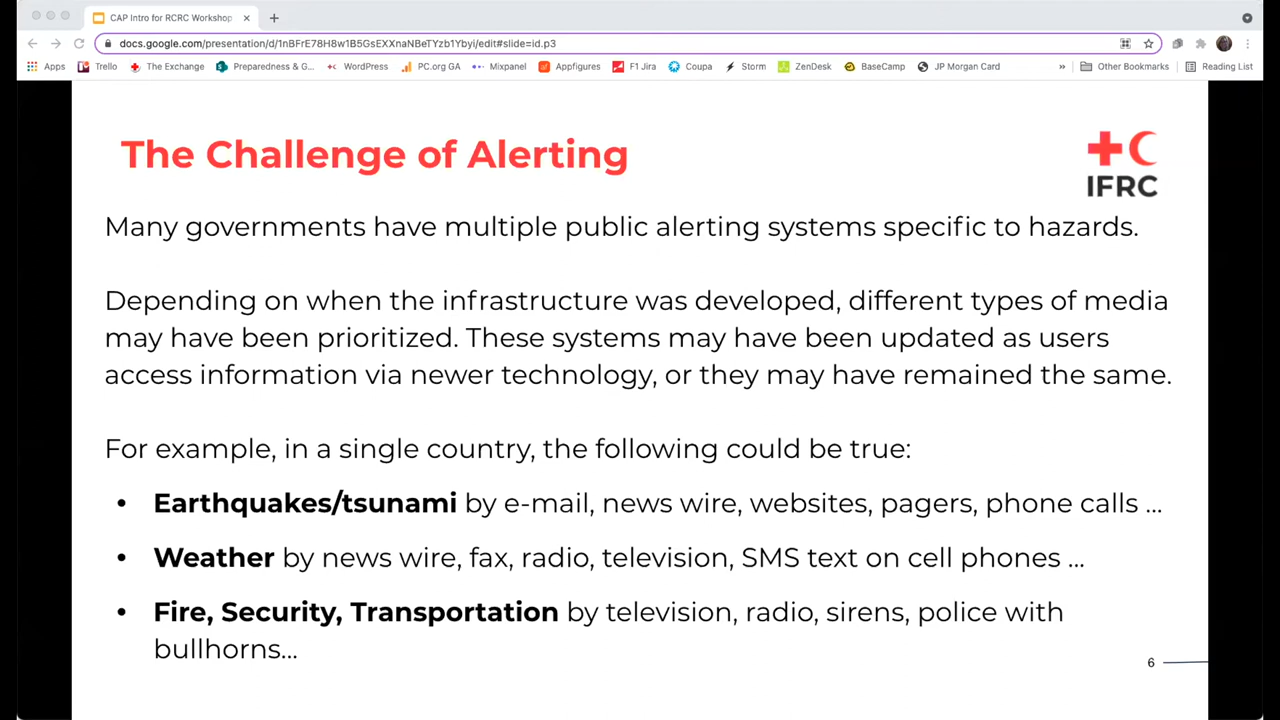 CAP Intro for RCRC Workshop
docs.google.com/presentation/d/1nBFrE78H8w1B5GsEXXnaNBeTYzb1Ybyi/edit#slide=id.p3
Apps Trello The Exchange Preparedness & G... WordPress PC.org GA Mixpanel Appfigures F1 Jira Coupa Storm ZenDesk BaseCamp JP Morgan Card » Other Bookmarks Reading List
The Challenge of Alerting
IFRC
Many governments have multiple public alerting systems specific to hazards.
Depending on when the infrastructure was developed, different types of media
may have been prioritized. These systems may have been updated as users
access information via newer technology, or they may have remained the same.
For example, in a single country, the following could be true:
• Earthquakes/tsunami by e-mail, news wire, websites, pagers, phone calls ...
• Weather by news wire, fax, radio, television, SMS text on cell phones ...
• Fire, Security, Transportation by television, radio, sirens, police with
bullhorns...
6